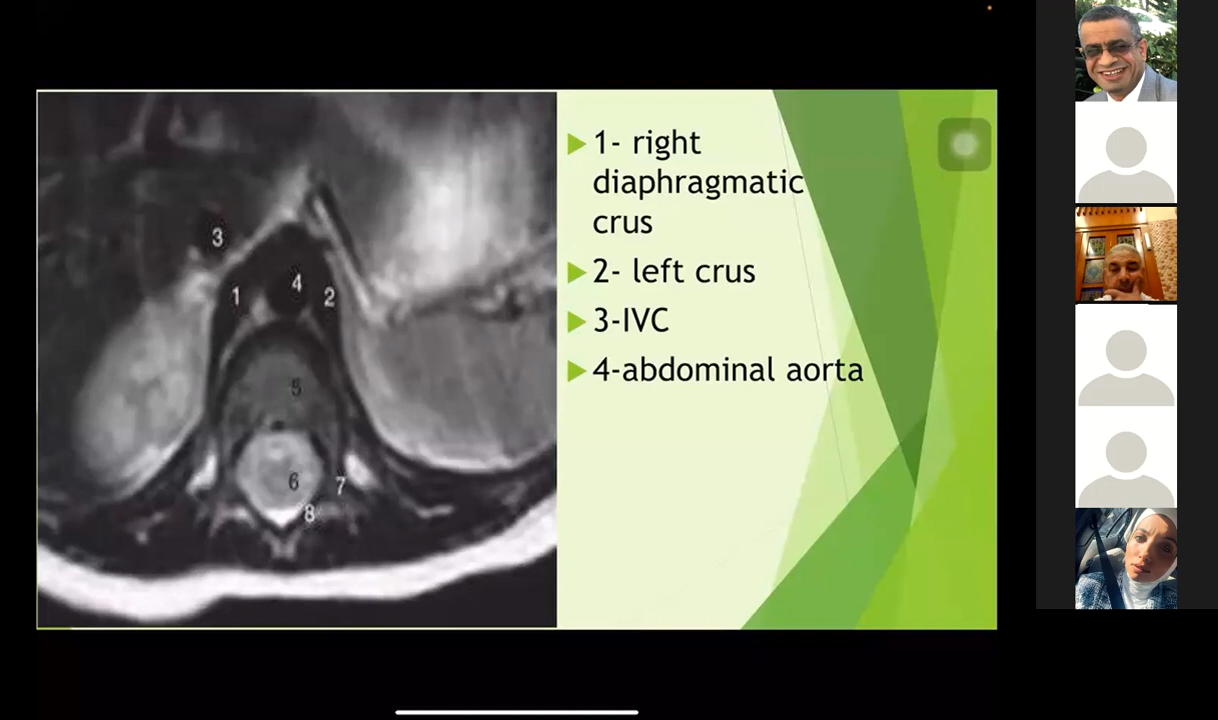 3
4
1
2
5
6
7
8
1- right
diaphragmatic
crus
2- left crus
3-IVC
4-abdominal aorta